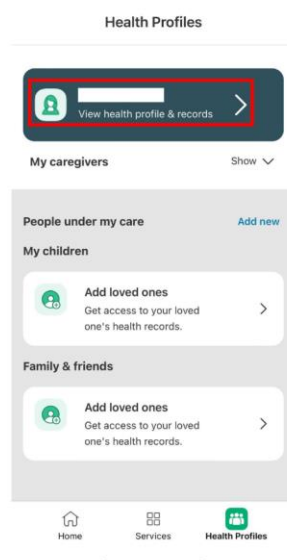 Health Profiles
View health profile & records
My caregivers Show
People under my care Add new
My children
Add loved ones
Get access to your loved
one's health records.
Family & friends
Add loved ones
Get access to your loved
one's health records.
Home Services Health Profiles